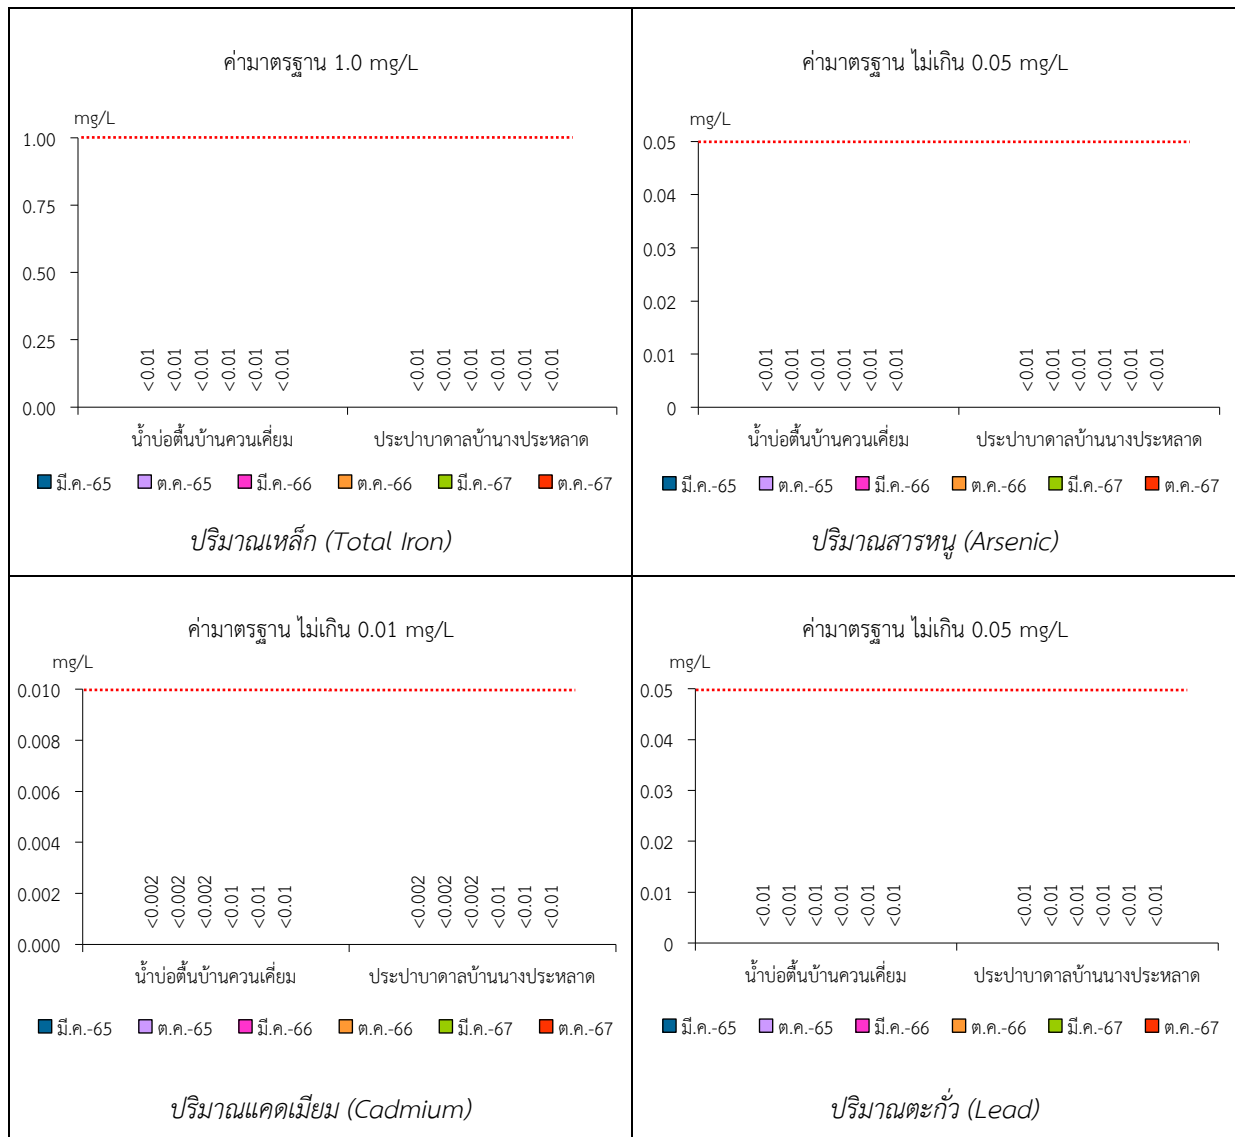 ค่ามาตรฐาน 1.0 mg/L
mg/L
1.00
0.75
0.50
0.25
0.00
<0.01 <0.01 <0.01 <0.01 <0.01 <0.01 <0.01 <0.01 <0.01 <0.01 <0.01 <0.01
น้ำบ่อตื้นบ้านควนเคี่ยม ประปาบาดาลบ้านนางประหลาด
มี.ค.-65 ต.ค.-65 มี.ค.-66 ต.ค.-66 มี.ค.-67 ต.ค.-67
ปริมาณเหล็ก (Total Iron)
ค่ามาตรฐาน ไม่เกิน 0.05 mg/L
mg/L
0.05
0.04
0.03
0.02
0.01
0
<0.01 <0.01 <0.01 <0.01 <0.01 <0.01 <0.01 <0.01 <0.01 <0.01 <0.01 <0.01
น้ำบ่อตื้นบ้านควนเคี่ยม ประปาบาดาลบ้านนางประหลาด
มี.ค.-65 ต.ค.-65 มี.ค.-66 ต.ค.-66 มี.ค.-67 ต.ค.-67
ปริมาณสารหนู (Arsenic)
ค่ามาตรฐาน ไม่เกิน 0.01 mg/L
mg/L
0.010
0.008
0.006
0.004
0.002
0.000
<0.002 <0.002 <0.002 <0.01 <0.01 <0.01 <0.002 <0.002 <0.002 <0.01 <0.01 <0.01
น้ำบ่อตื้นบ้านควนเคี่ยม ประปาบาดาลบ้านนางประหลาด
มี.ค.-65 ต.ค.-65 มี.ค.-66 ต.ค.-66 มี.ค.-67 ต.ค.-67
ปริมาณแคดเมียม (Cadmium)
ค่ามาตรฐาน ไม่เกิน 0.05 mg/L
mg/L
0.05
0.04
0.03
0.02
0.01
0
<0.01 <0.01 <0.01 <0.01 <0.01 <0.01 <0.01 <0.01 <0.01 <0.01 <0.01 <0.01
น้ำบ่อตื้นบ้านควนเคี่ยม ประปาบาดาลบ้านนางประหลาด
มี.ค.-65 ต.ค.-65 มี.ค.-66 ต.ค.-66 มี.ค.-67 ต.ค.-67
ปริมาณตะกั่ว (Lead)